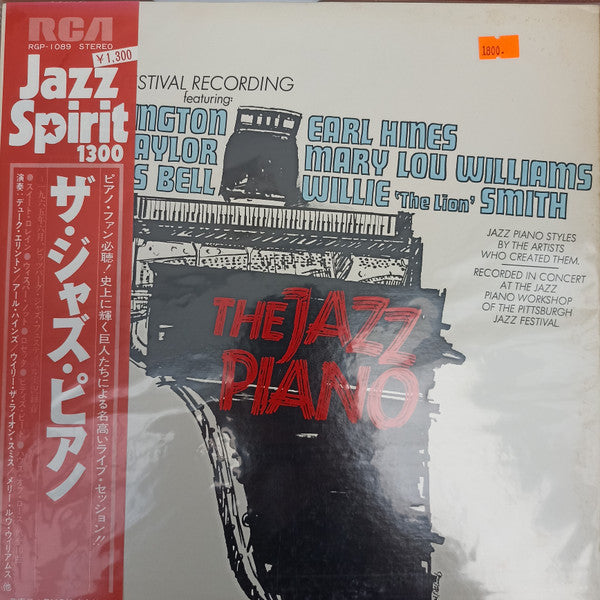 RCA
RGP-1089 STEREO
¥1,300
Jazz
Spirit
1300
ザ・ジャズ・ピアノ
ピアノ・ファン必聴!史上に輝く巨人たちによる名高いライブ・セッション!!
演奏:デューク・エリントン アール・ハインズ/ウイリー・ザ・ライオン・スミス/メリー・ルウ・ウィリアムス 他
1800.-
STIVAL RECORDING
featuring:
NGTON
EARL HINES
AYLOR
MARY LOU WILLIAMS
S BELL
WILLIE 'The Lion' SMITH
JAZZ PIANO STYLES
BY THE ARTISTS
WHO CREATED THEM.
RECORDED IN CONCERT
AT THE JAZZ
PIANO WORKSHOP
OF THE PITTSBURGH
JAZZ FESTIVAL.
THE JAZZ
PIANO